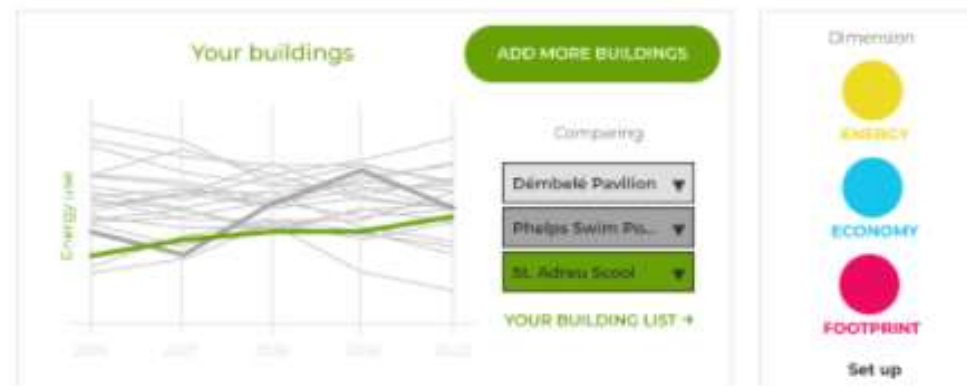 Your buildings
ADD MORE BUILDINGS
Comparing
Energy use
Démbelé Pavilion ▼
Phelps Swim Po... ▼
St. Adreu Scool ▼
YOUR BUILDING LIST →
Dimension
ENERGY
ECONOMY
FOOTPRINT
Set up